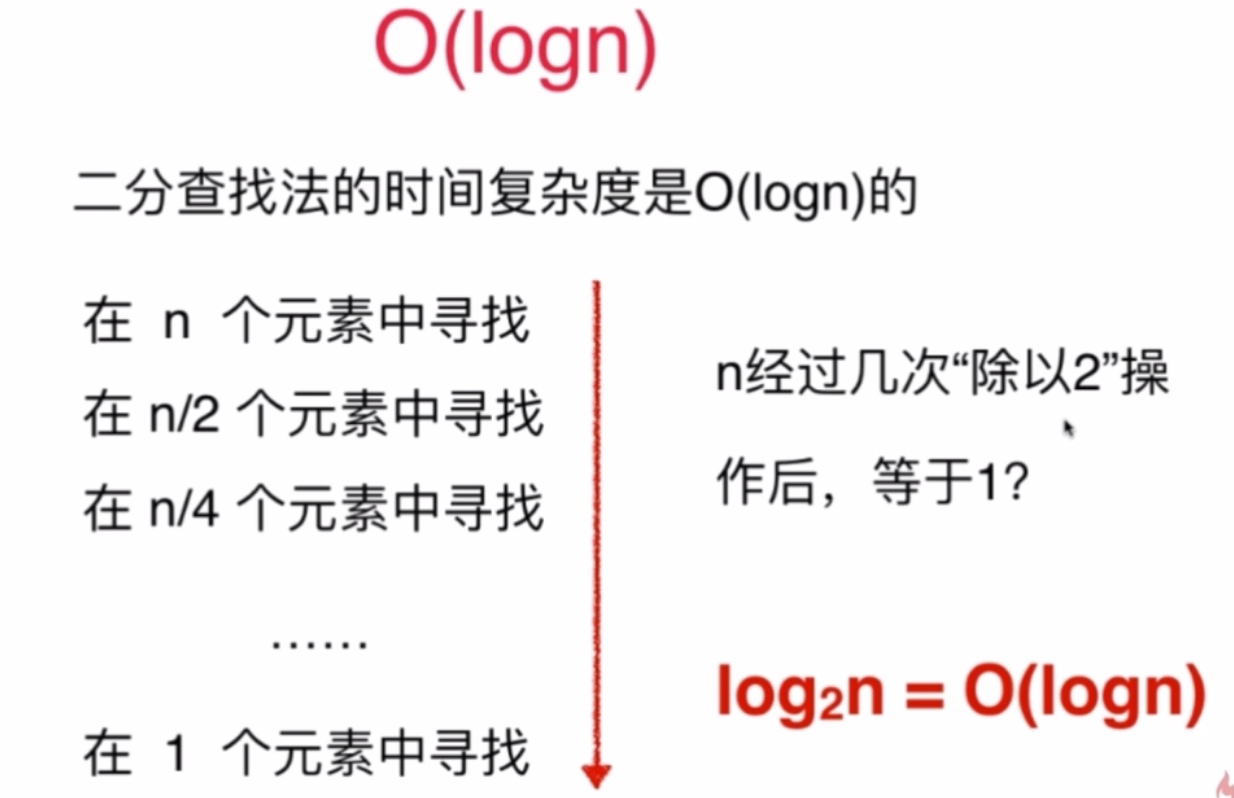 O(logn)
二分查找法的时间复杂度是O(logn)的
在 n 个元素中寻找
在 n/2 个元素中寻找
在 n/4 个元素中寻找
……
在 1 个元素中寻找
n经过几次“除以2”操
作后，等于1?
log₂n = O(logn)